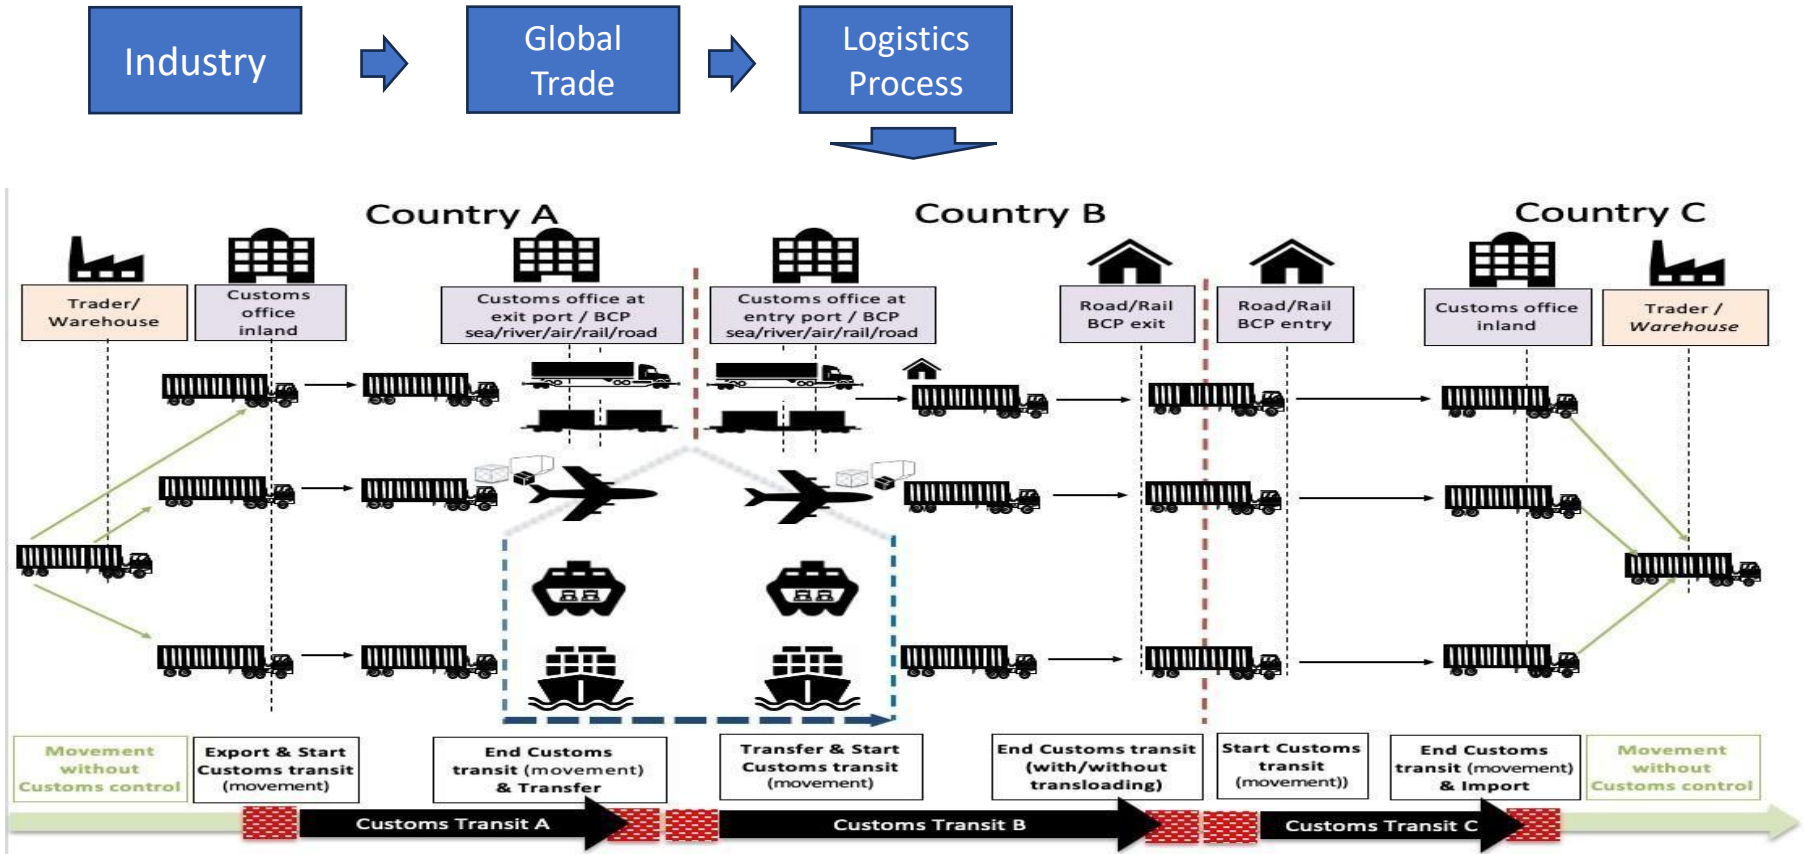 Industry
Global
Trade
Logistics
Process
Country A
Country B
Country C
Trader/
Warehouse
Customs
office
inland
Customs office at
exit port / BCP
sea/river/air/rail/road
Customs office at
entry port / BCP
sea/river/air/rail/road
Road/Rail
BCP exit
Road/Rail
BCP entry
Customs office
inland
Trader /
Warehouse
Movement
without
Customs control
Export & Start
Customs transit
(movement)
End Customs
transit (movement)
& Transfer
Transfer & Start
Customs transit
(movement)
End Customs transit
(with/without
transloading)
Start Customs
transit
(movement))
End Customs
transit (movement)
& Import
Movement
without
Customs control
Customs Transit A
Customs Transit B
Customs Transit C